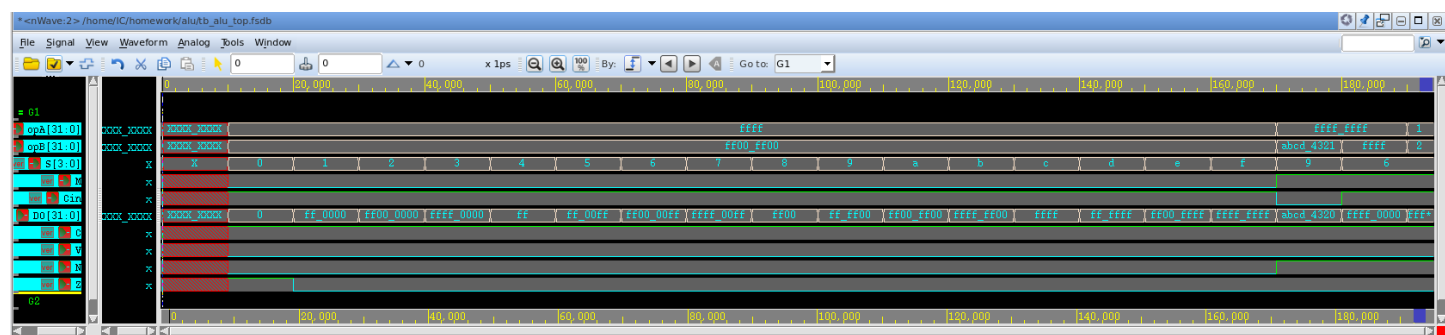 *<nWave:2> /home/IC/homework/alu/tb_alu_top.fsdb
File Signal View Waveform Analog Tools Window
0 0 0 x 1ps 100 % By: Go to: G1
0 20,000 40,000 60,000 80,000 100,000 120,000 140,000 160,000 180,000
= G1
opA[31:0] XXXX_XXXX XXXX_XXXX ffff ffff_ffff 1
opB[31:0] XXXX_XXXX XXXX_XXXX ff00_ff00 abcd_4321 ffff 2
S[3:0] X X 0 1 2 3 4 5 6 7 8 9 a b c d e f 9 6
M x
Cin x
DO[31:0] XXXX_XXXX XXXX_XXXX 0 ff_0000 ff00_0000 ffff_0000 ff ff_00ff ff00_00ff ffff_00ff ff00 ff_ff00 ff00_ff00 ffff_ff00 ffff ff_ffff ff00_ffff ffff_ffff abcd_4320 ffff_0000 fff*
C x
V x
N x
Z x
G2
0 20,000 40,000 60,000 80,000 100,000 120,000 140,000 160,000 180,000